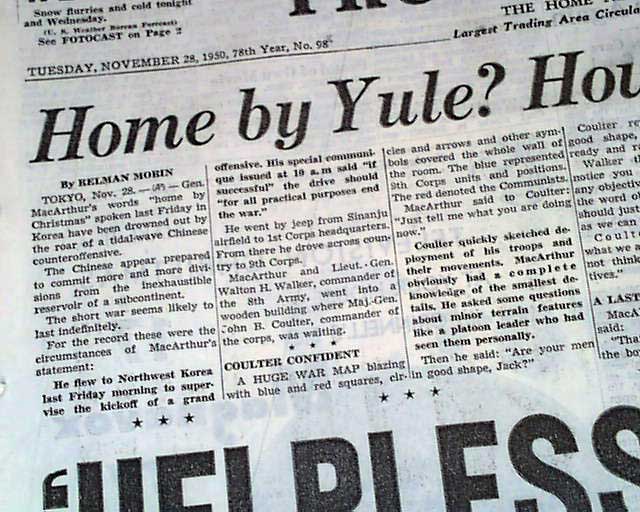 Snow flurries and cold tonight
and Wednesday.
(U. S. Weather Bureau Forecast)
See FOTOCAST on Page 2
THE HOME
Largest Trading Area Circula
TUESDAY, NOVEMBER 28, 1950, 78th Year, No. 98
Home by Yule? Hou
By RELMAN MORIN
TOKYO, Nov. 28.—(AP)—Gen.
MacArthur's words "home by
Christmas" spoken last Friday in
Korea have been drowned out by
the roar of a tidal-wave Chinese
counteroffensive.
The Chinese appear prepared
to commit more and more divi-
sions from the inexhaustible
reservoir of a subcontinent.
The short war seems likely to
last indefinitely.
For the record these were the
circumstances of MacArthur's
statement:
He flew to Northwest Korea
last Friday morning to super-
vise the kickoff of a grand
★ ★ ★
offensive. His special communi-
que issued at 10 a.m said "if
successful" the drive should
"for all practical purposes end
the war."
He went by jeep from Sinanju
airfield to 1st Corps headquarters.
From there he drove across coun-
try to 9th Corps.
MacArthur and Lieut.-Gen.
Walton H. Walker, commander of
the 8th Army, went into a
wooden building where Maj.-Gen.
John B. Coulter, commander of
the corps, was waiting.
★ ★ ★
COULTER CONFIDENT
A HUGE WAR MAP blazing
with blue and red squares, cir-
cles and arrows and other sym-
bols covered the whole wall of
the room. The blue represented
9th Corps units and positions.
The red denoted the Communists.
MacArthur said to Coulter:
"Just tell me what you are doing
now."
Coulter quickly sketched de-
ployment of his troops and
their movements. MacArthur
obviously had a complete
knowledge of the smallest de-
tails. He asked some questions
about minor terrain features
like a platoon leader who had
seen them personally.
Then he said: "Are your men
in good shape, Jack?"
★ ★ ★
Coulter re
good shape,
ready and r
Walker
notice you
any objecti
the word o
should just
as we can
Coult
what we
not think
tives."
A LAST
MacA
said:
"Tha
the bo
"HELPLESS